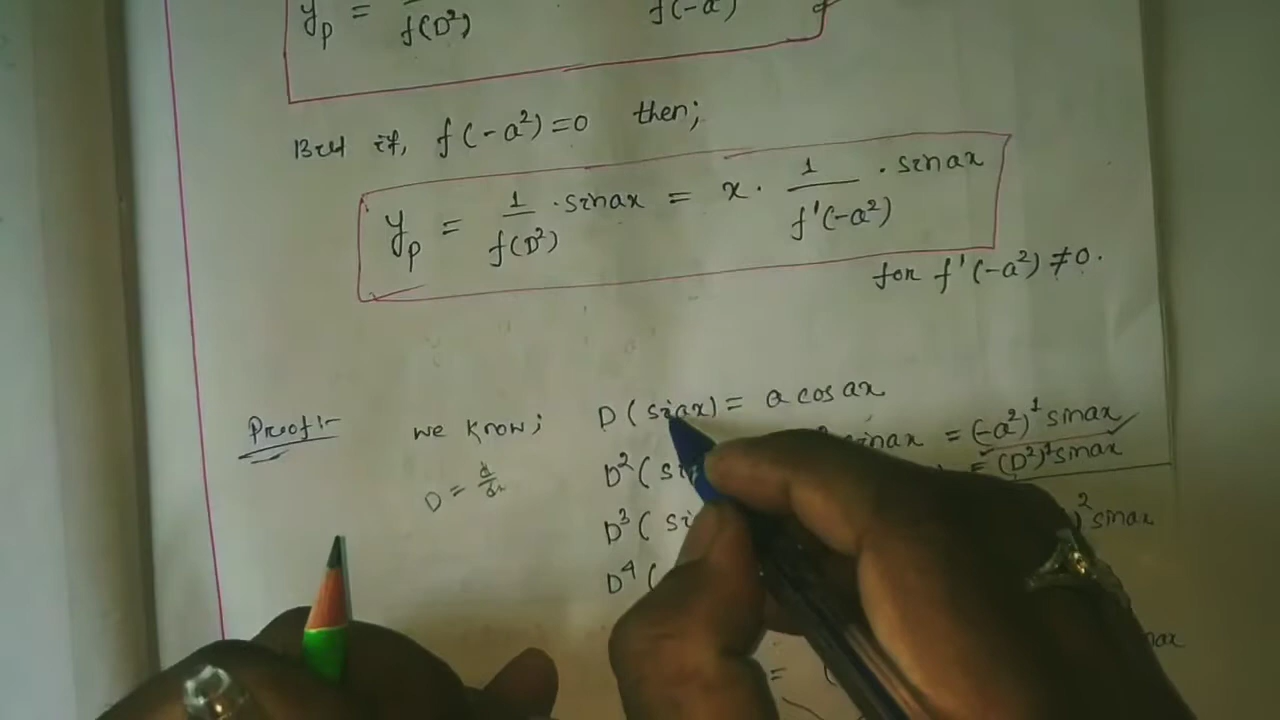 y_p = f(D²) f(-a²)
But if, f(-a²)=0 then;
y_p = 1/f(D²) · sinax = x · 1/f'(-a²) · sinax
for f'(-a²) ≠ 0.
Proof:- we know; D(sinax) = a cos ax
D = d/dx D²( sinax = (-a²)¹ sinax
= (D²)¹ sinax
D³( )² sinax
D⁴(
= (